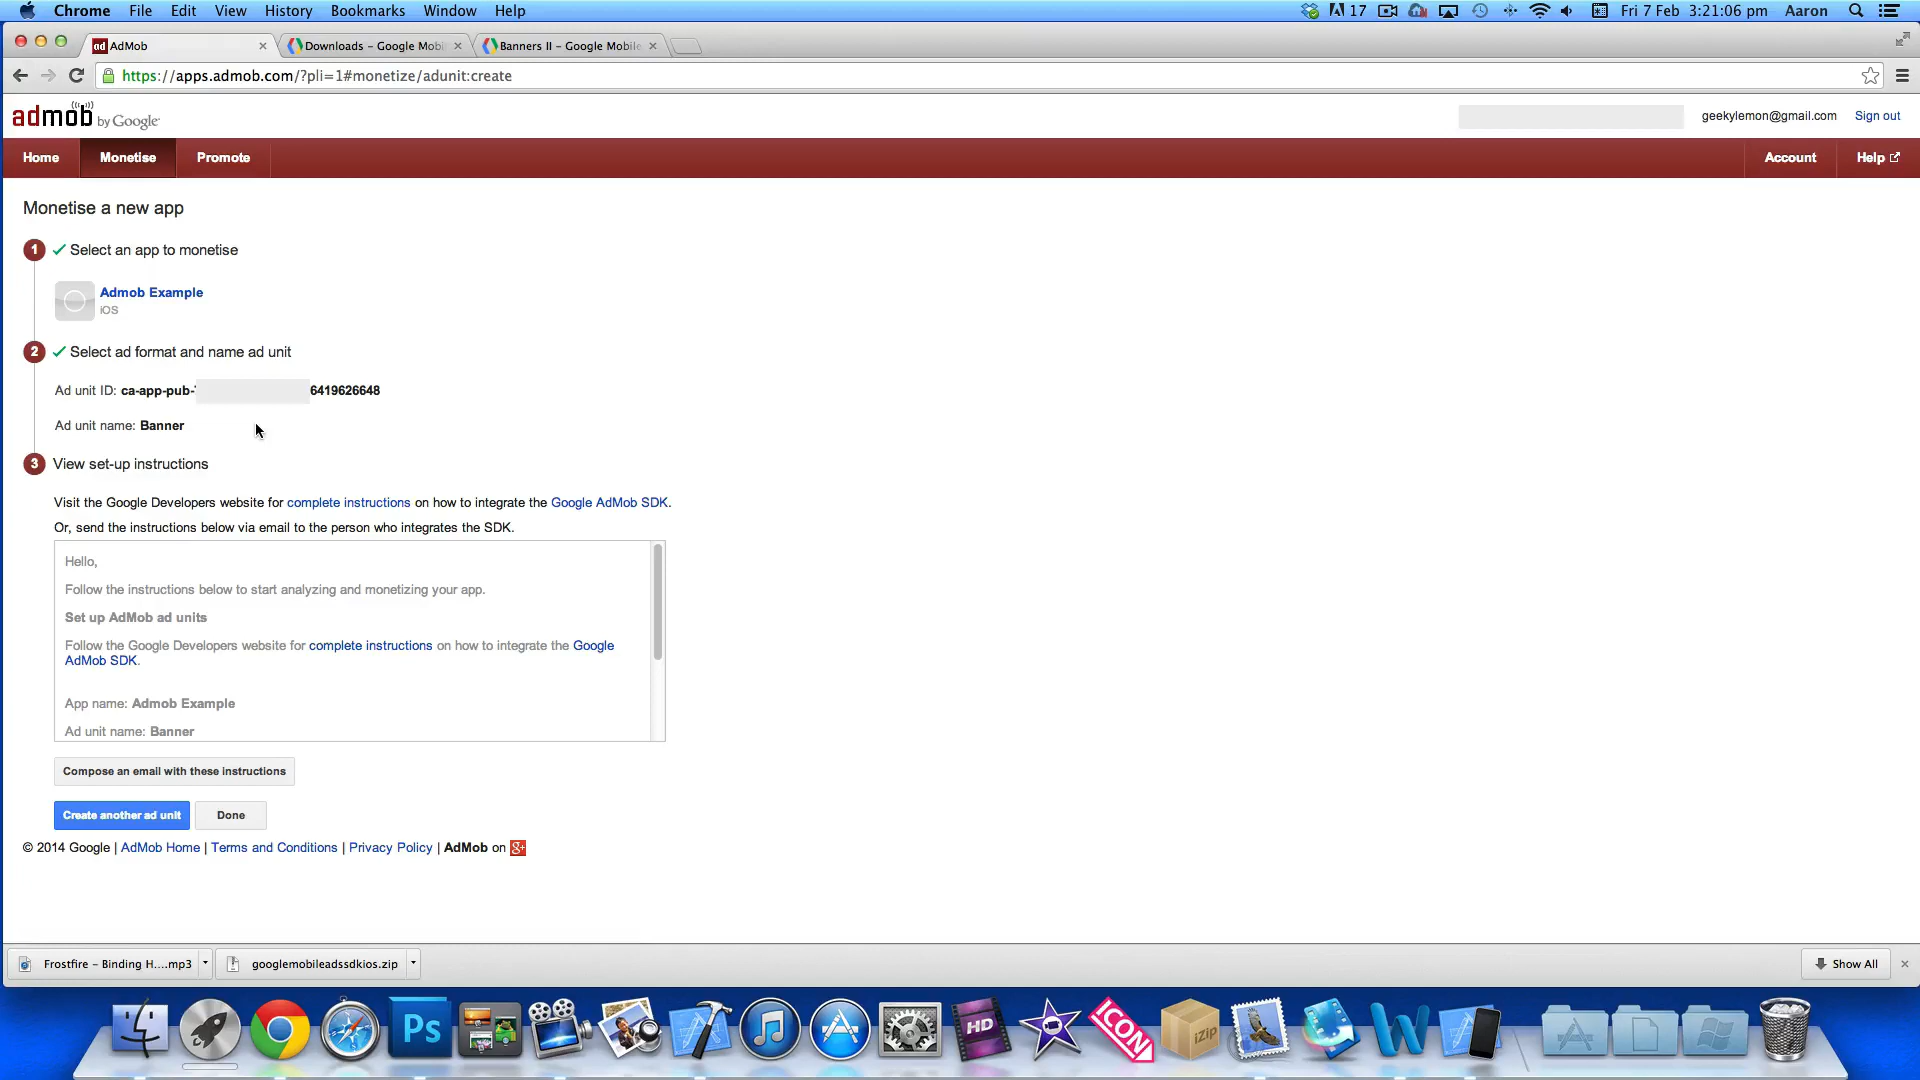 Chrome File Edit View History Bookmarks Window Help 17 Fri 7 Feb 3:21:06 pm Aaron
ad AdMob Downloads – Google Mobil Banners II – Google Mobile
https://apps.admob.com/?pli=1#monetize/adunit:create
admob by Google geekylemon@gmail.com Sign out
Home Monetise Promote Account Help
Monetise a new app
1 Select an app to monetise
Admob Example
iOS
2 Select ad format and name ad unit
Ad unit ID: ca-app-pub- 6419626648
Ad unit name: Banner
3 View set-up instructions
Visit the Google Developers website for complete instructions on how to integrate the Google AdMob SDK.
Or, send the instructions below via email to the person who integrates the SDK.
Hello,
Follow the instructions below to start analyzing and monetizing your app.
Set up AdMob ad units
Follow the Google Developers website for complete instructions on how to integrate the Google
AdMob SDK.
App name: Admob Example
Ad unit name: Banner
Compose an email with these instructions
Create another ad unit Done
© 2014 Google | AdMob Home | Terms and Conditions | Privacy Policy | AdMob on g+
Frostfire – Binding H....mp3 googlemobileadssdkios.zip Show All
Ps HD ICON iZip W